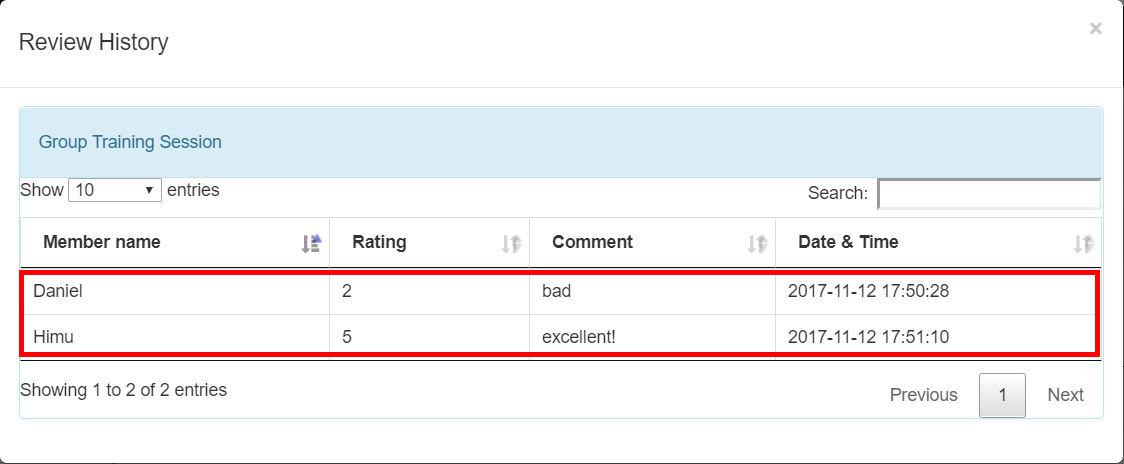 Review History
×
Group Training Session
Show 10 entries Search:
Member name Rating Comment Date & Time
Daniel 2 bad 2017-11-12 17:50:28
Himu 5 excellent! 2017-11-12 17:51:10
Showing 1 to 2 of 2 entries Previous 1 Next